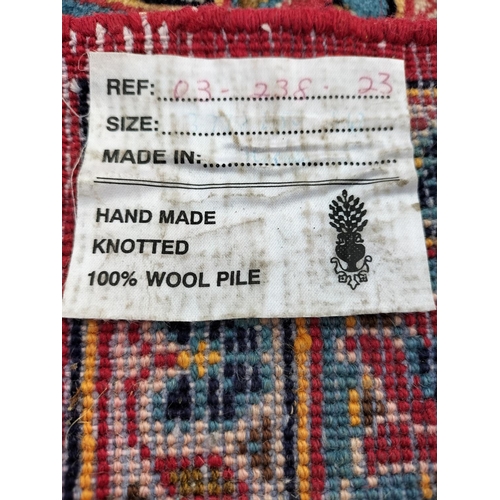 REF: 03-238-23
SIZE:
MADE IN:
HAND MADE
KNOTTED
100% WOOL PILE